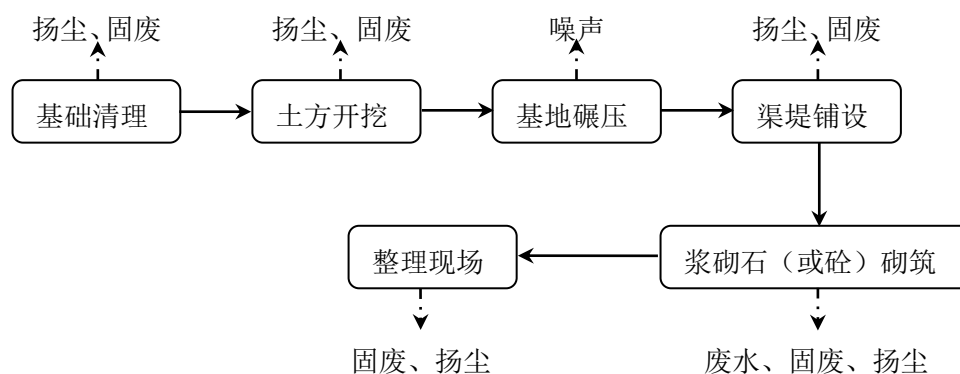 扬尘、固废
扬尘、固废
噪声
扬尘、固废
基础清理
土方开挖
基地碾压
渠堤铺设
整理现场
浆砌石（或砼）砌筑
固废、扬尘
废水、固废、扬尘